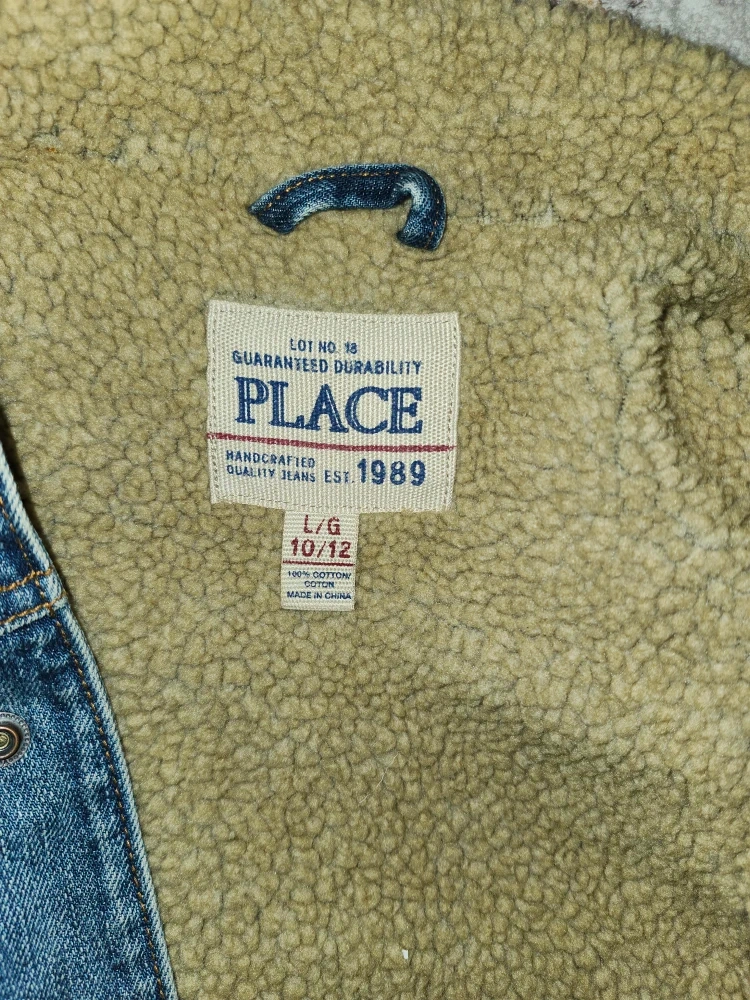 LOT NO. 18
GUARANTEED DURABILITY
PLACE
HANDCRAFTED
QUALITY JEANS EST. 1989
L/G
10/12
100% COTTON/
COTON
MADE IN CHINA